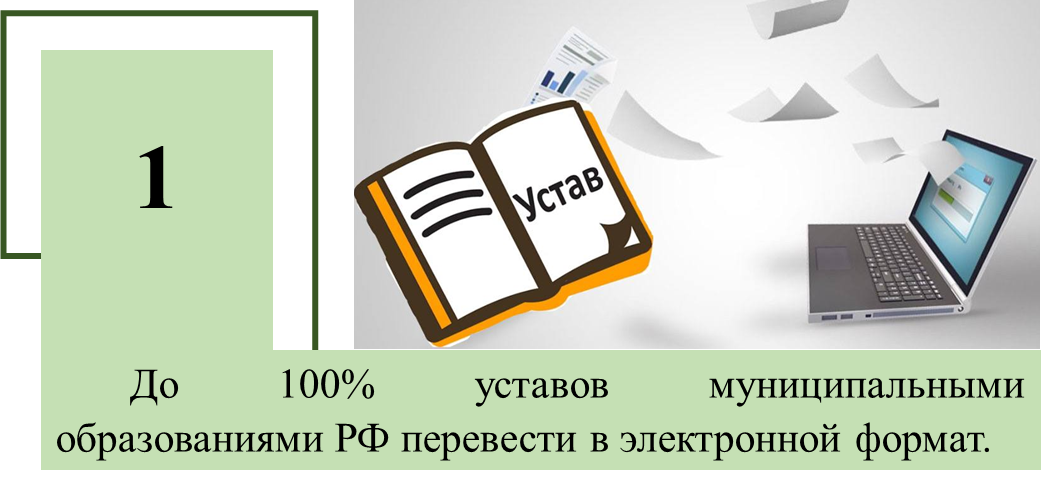 1
Устав
До 100% уставов муниципальными
образованиями РФ перевести в электронной формат.